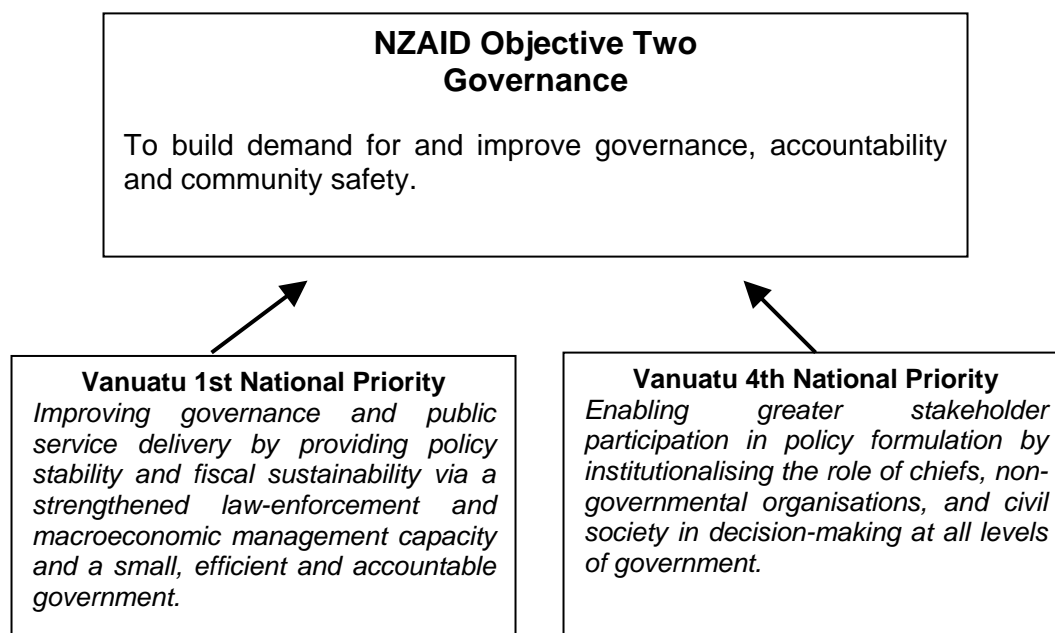 NZAID Objective Two
Governance
To build demand for and improve governance, accountability
and community safety.
Vanuatu 1st National Priority
Improving governance and public
service delivery by providing policy
stability and fiscal sustainability via a
strengthened law-enforcement and
macroeconomic management capacity
and a small, efficient and accountable
government.
Vanuatu 4th National Priority
Enabling greater stakeholder
participation in policy formulation by
institutionalising the role of chiefs, non-
governmental organisations, and civil
society in decision-making at all levels
of government.